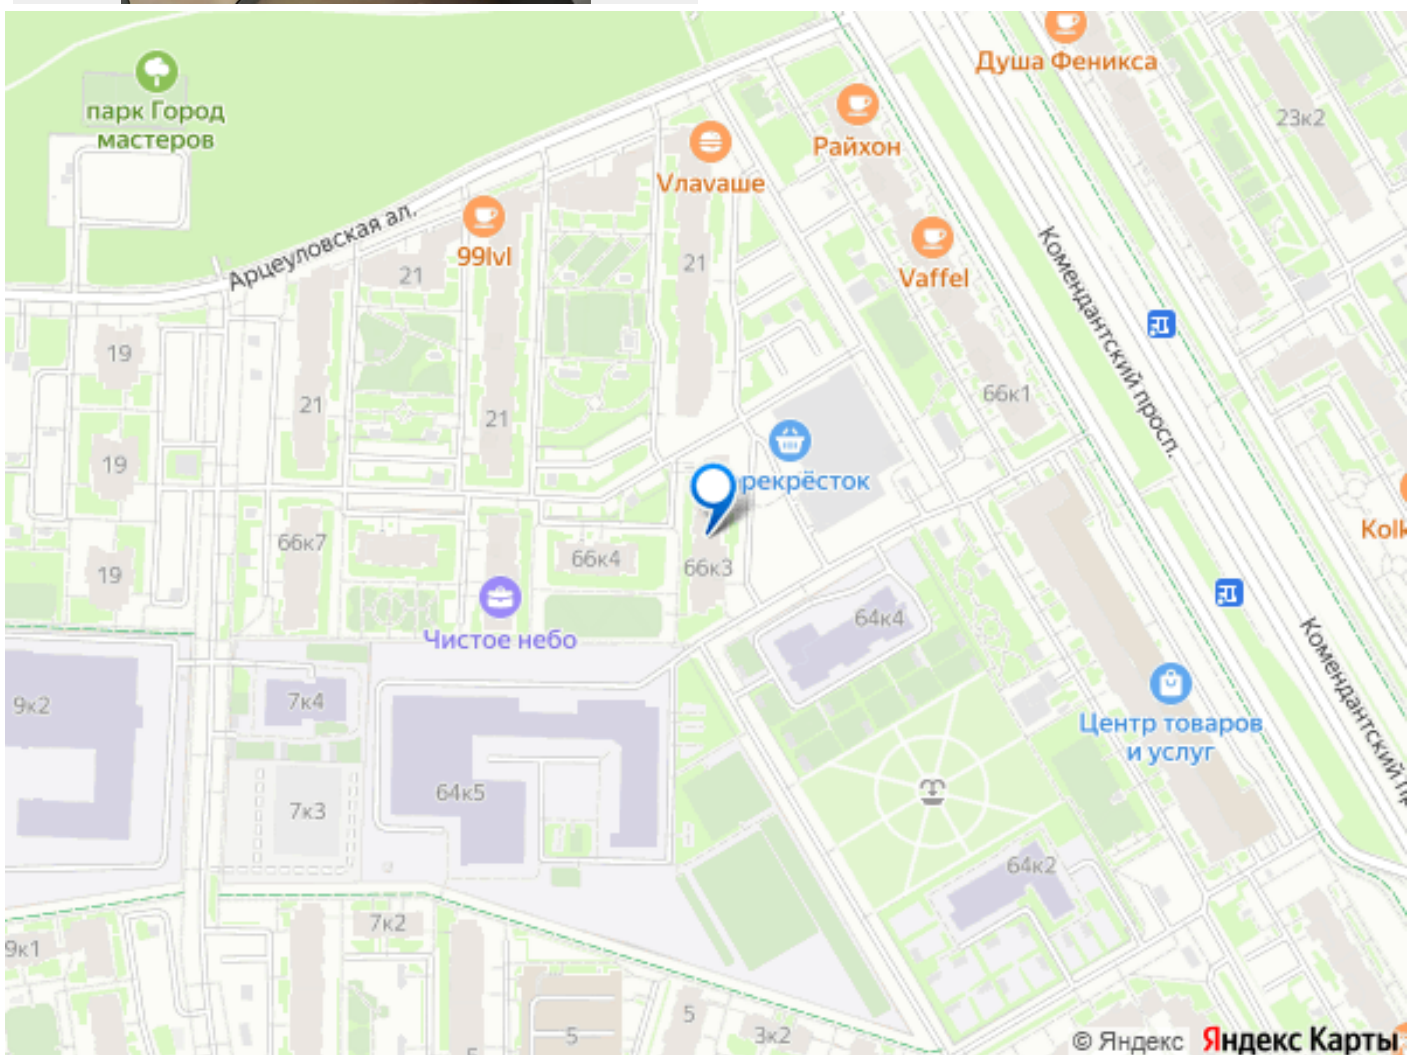 Душа Феникса
парк Город
мастеров
23к2
Райхон
Vлаvаше
Арцеуловская ал.
99lvl
21
21
Vaffel
Комендантский просп.
19
21
21
66к1
19
рекрёсток
Kolk
66к7
66к4
66к3
19
Чистое небо
64к4
Комендантский п
9к2
7к4
Центр товаров
и услуг
64к5
7к3
64к2
7к2
9к1
5
5
3к2
5
© Яндекс Яндекс Карты